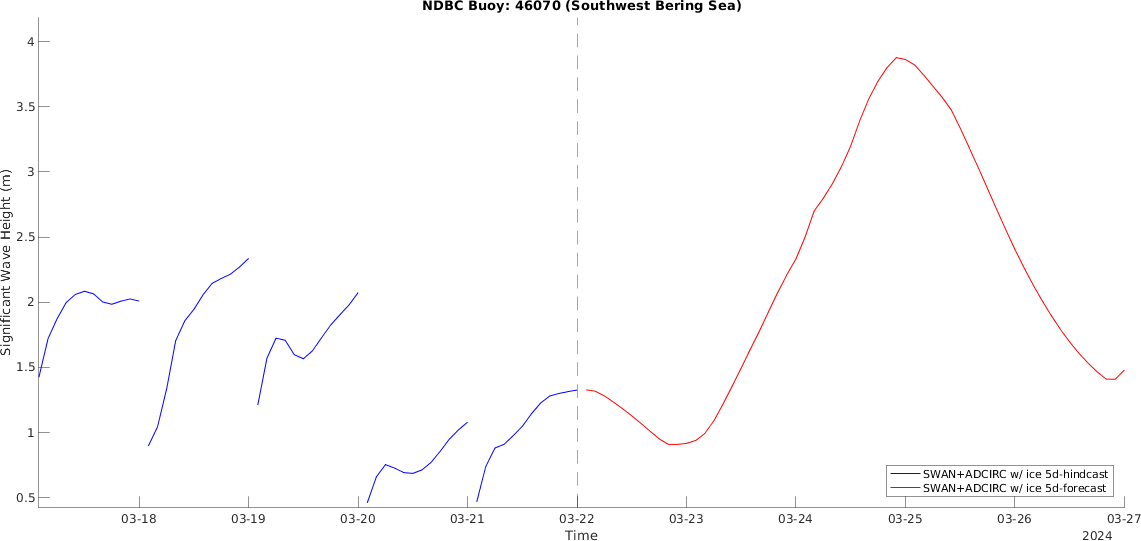 NDBC Buoy: 46070 (Southwest Bering Sea)
Significant Wave Height (m)
4
3.5
3
2.5
2
1.5
1
0.5
SWAN+ADCIRC w/ ice 5d-hindcast
SWAN+ADCIRC w/ ice 5d-forecast
03-18 03-19 03-20 03-21 03-22 03-23 03-24 03-25 03-26 03-27
Time
2024